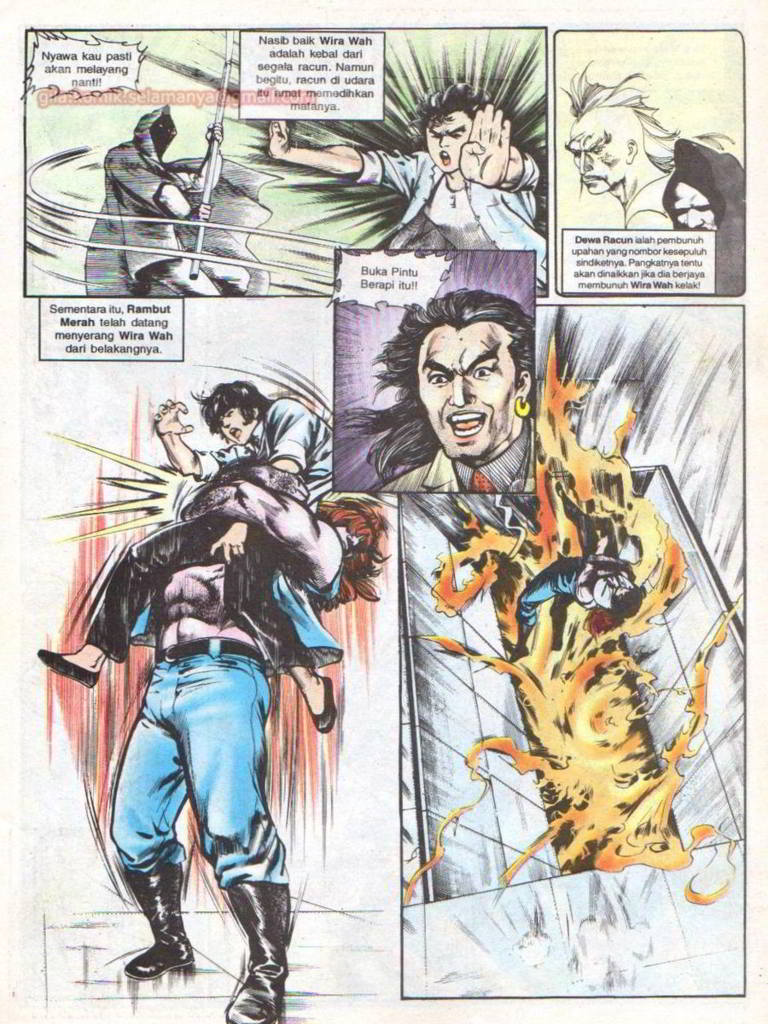 Nyawa kau pasti
akan melayang
nanti!
Nasib baik Wira Wah
adalah kebal dari
segala racun. Namun
begitu, racun di udara
itu amat memedihkan
matanya.
Dewa Racun ialah pembunuh
upahan yang nombor kesepuluh
sindiketnya. Pangkatnya tentu
akan dinaikkan jika dia berjaya
membunuh Wira Wah kelak!
Buka Pintu
Berapi itu!!
Sementara itu, Rambut
Merah telah datang
menyerang Wira Wah
dari belakangnya.